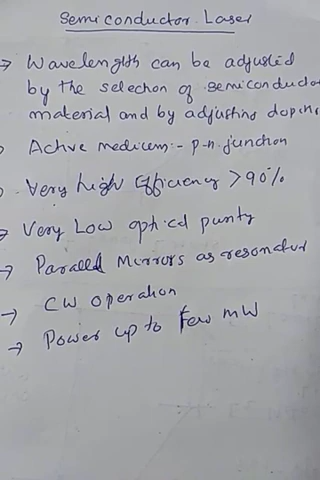 Semiconductor Laser
→ Wavelength can be adjusted
by the selection of semiconductor
material and by adjusting doping
Active medium:- p-n junction
Very high Efficiency > 90%
→ Very Low optical purity
→ Parallel Mirrors as resonator
→ CW operation
→ Power up to few mW